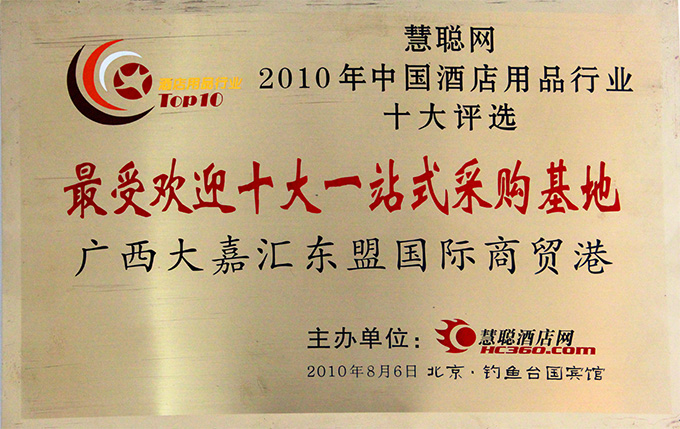 慧聪网
2010年中国酒店用品行业
十大评选
酒店用品行业
Top10
最受欢迎十大一站式采购基地
广西大嘉汇东盟国际商贸港
主办单位：
慧聪酒店网
HC360.com
2010年8月6日 北京·钓鱼台国宾馆